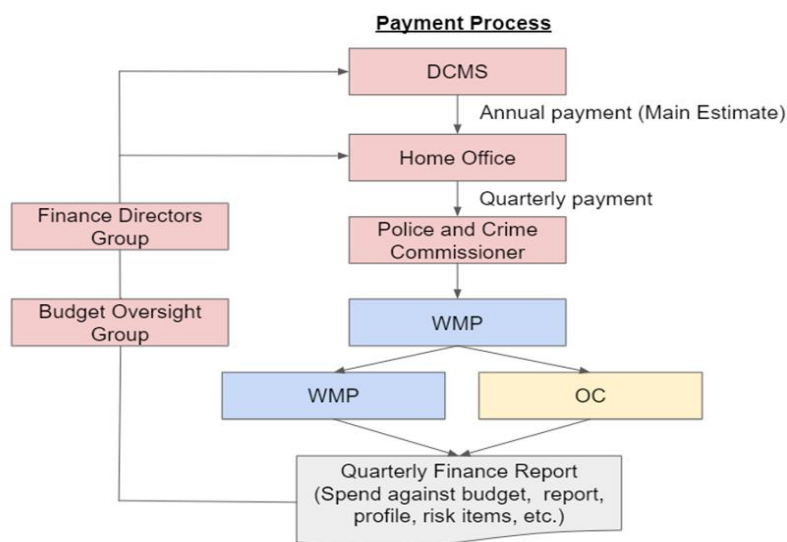 Payment Process
DCMS
Annual payment (Main Estimate)
Home Office
Quarterly payment
Finance Directors
Group
Police and Crime
Commissioner
Budget Oversight
Group
WMP
WMP
OC
Quarterly Finance Report
(Spend against budget, report,
profile, risk items, etc.)